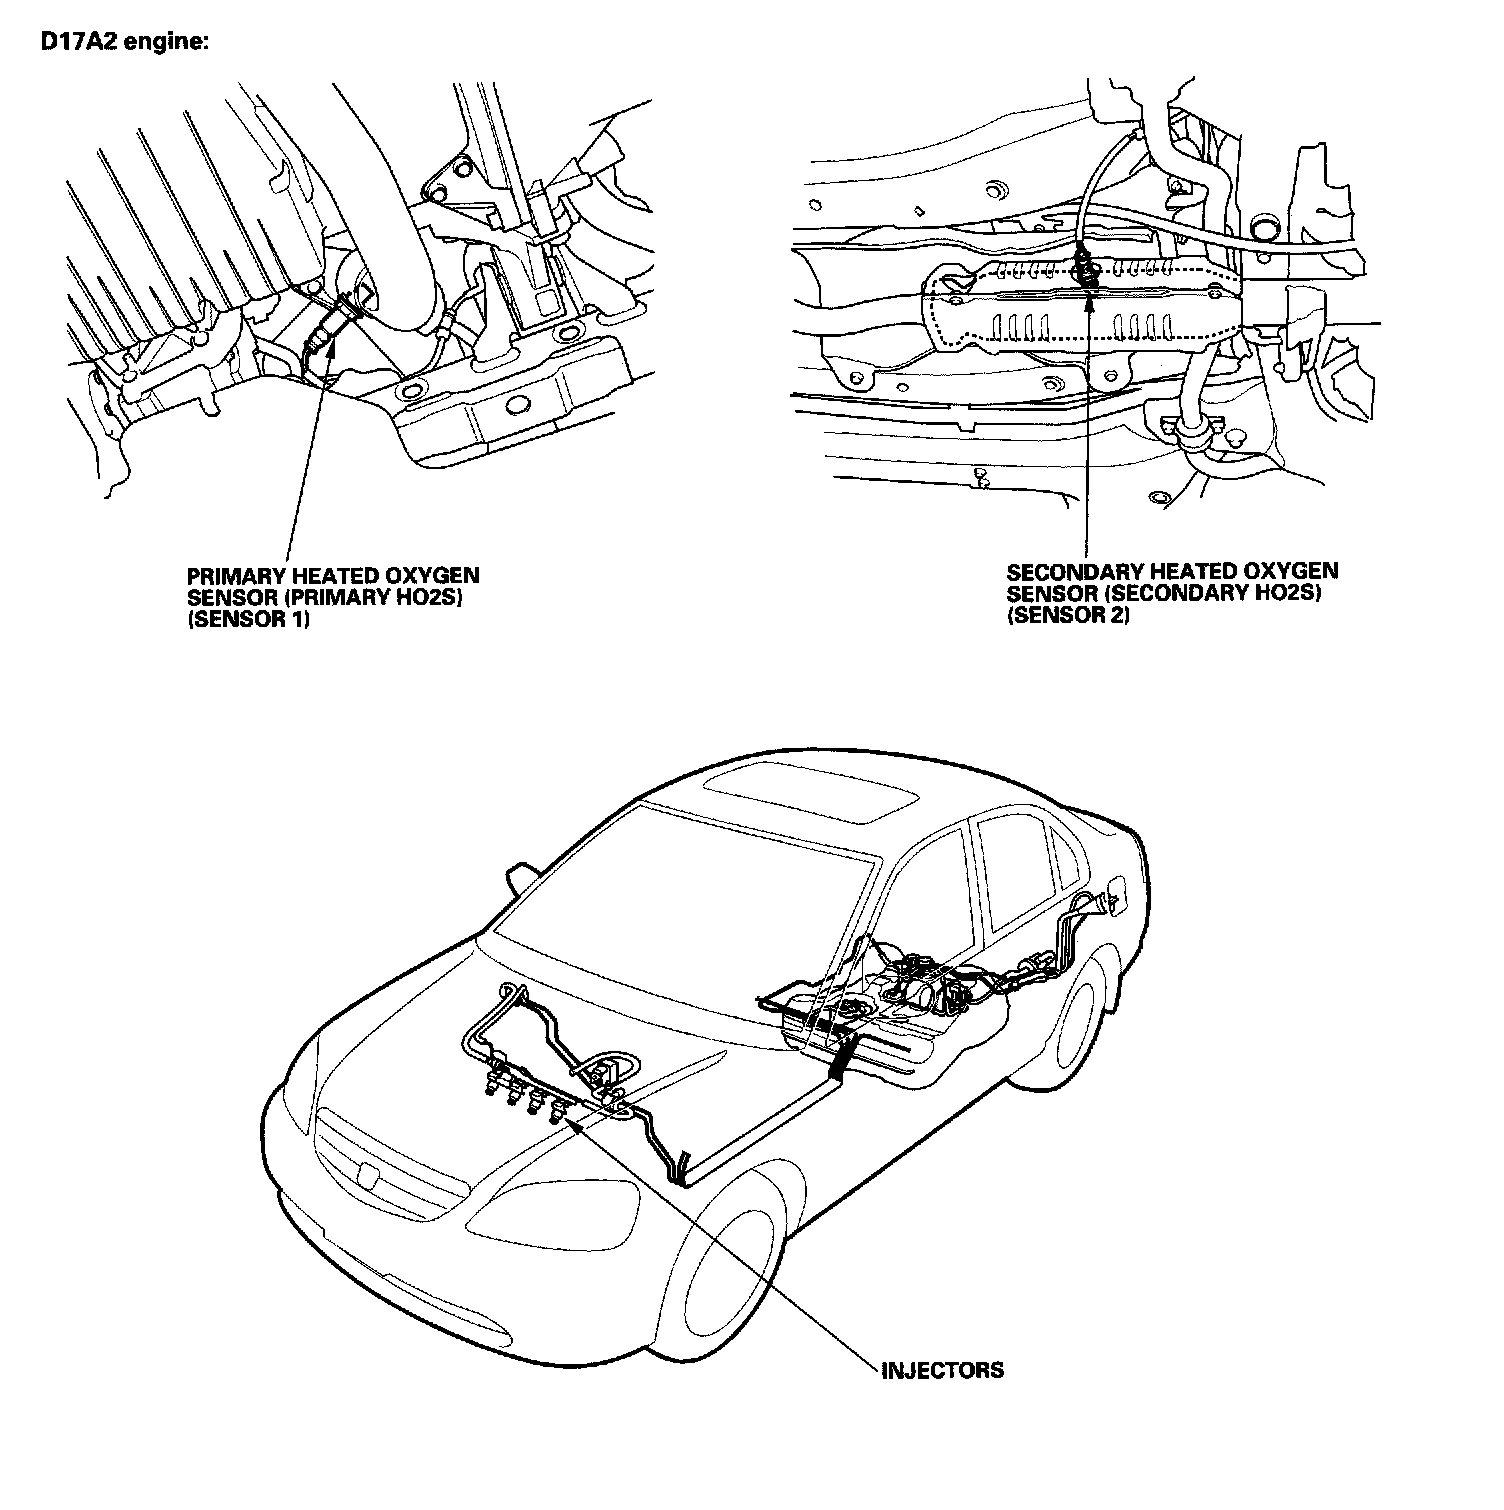 D17A2 engine:
PRIMARY HEATED OXYGEN
SENSOR (PRIMARY HO2S)
(SENSOR 1)
SECONDARY HEATED OXYGEN
SENSOR (SECONDARY HO2S)
(SENSOR 2)
INJECTORS